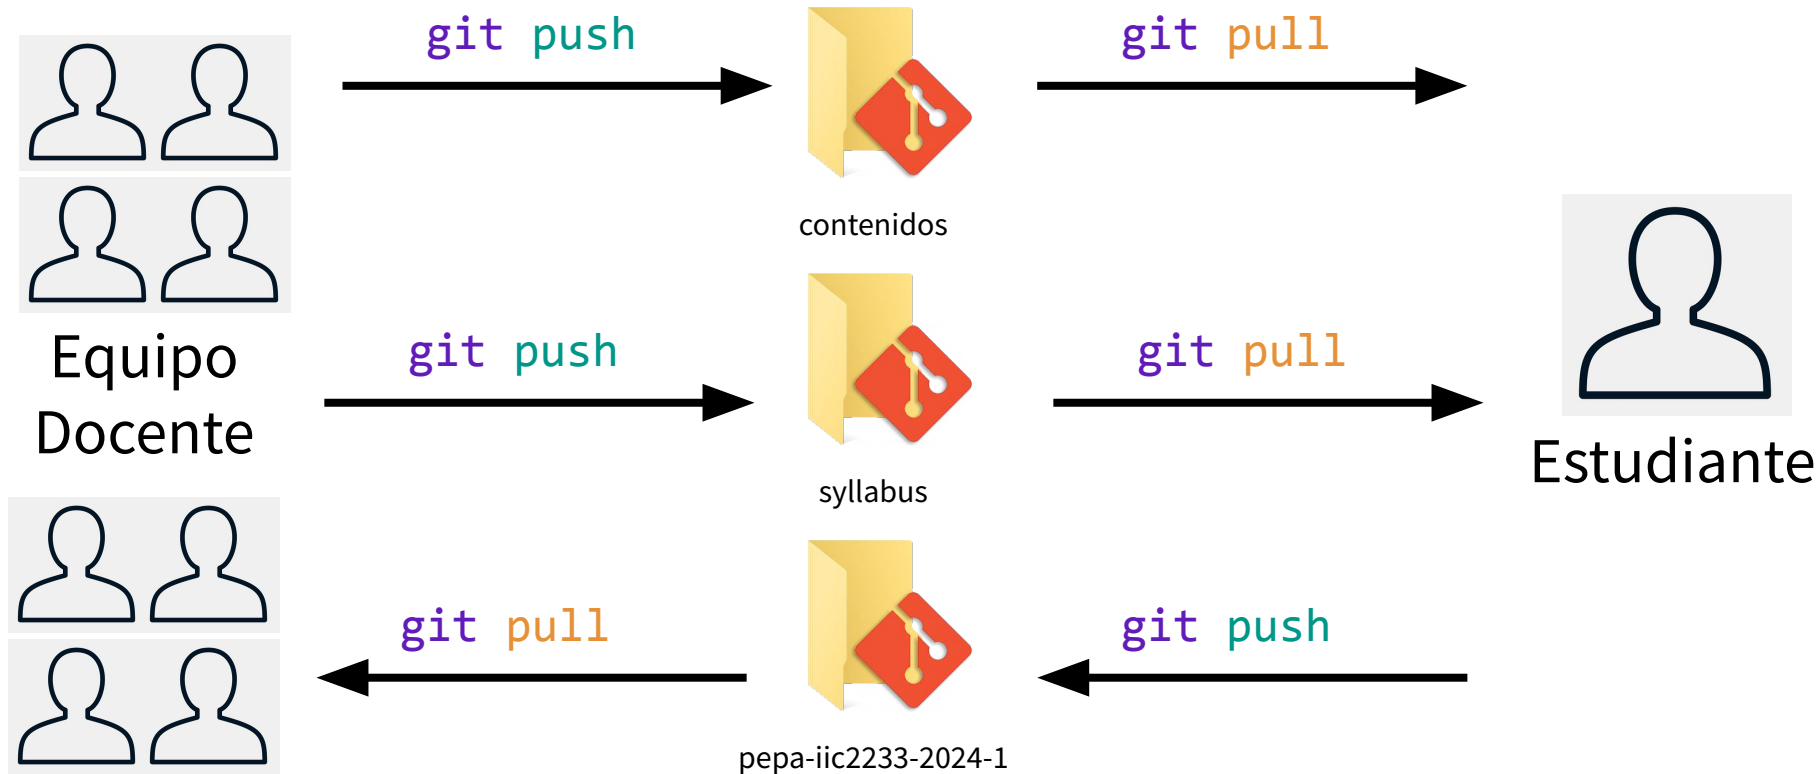 git push
git pull
contenidos
Equipo
Docente
git push
git pull
Estudiante
syllabus
git pull
git push
pepa-iic2233-2024-1